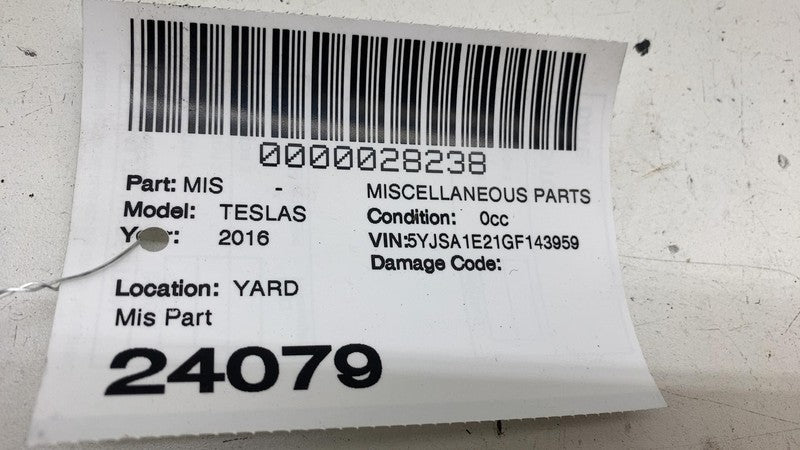 0000028238
Part: MIS - MISCELLANEOUS PARTS
Model: TESLAS Condition: 0cc
2016 VIN:5YJSA1E21GF143959
Damage Code:
Location: YARD
Mis Part
24079